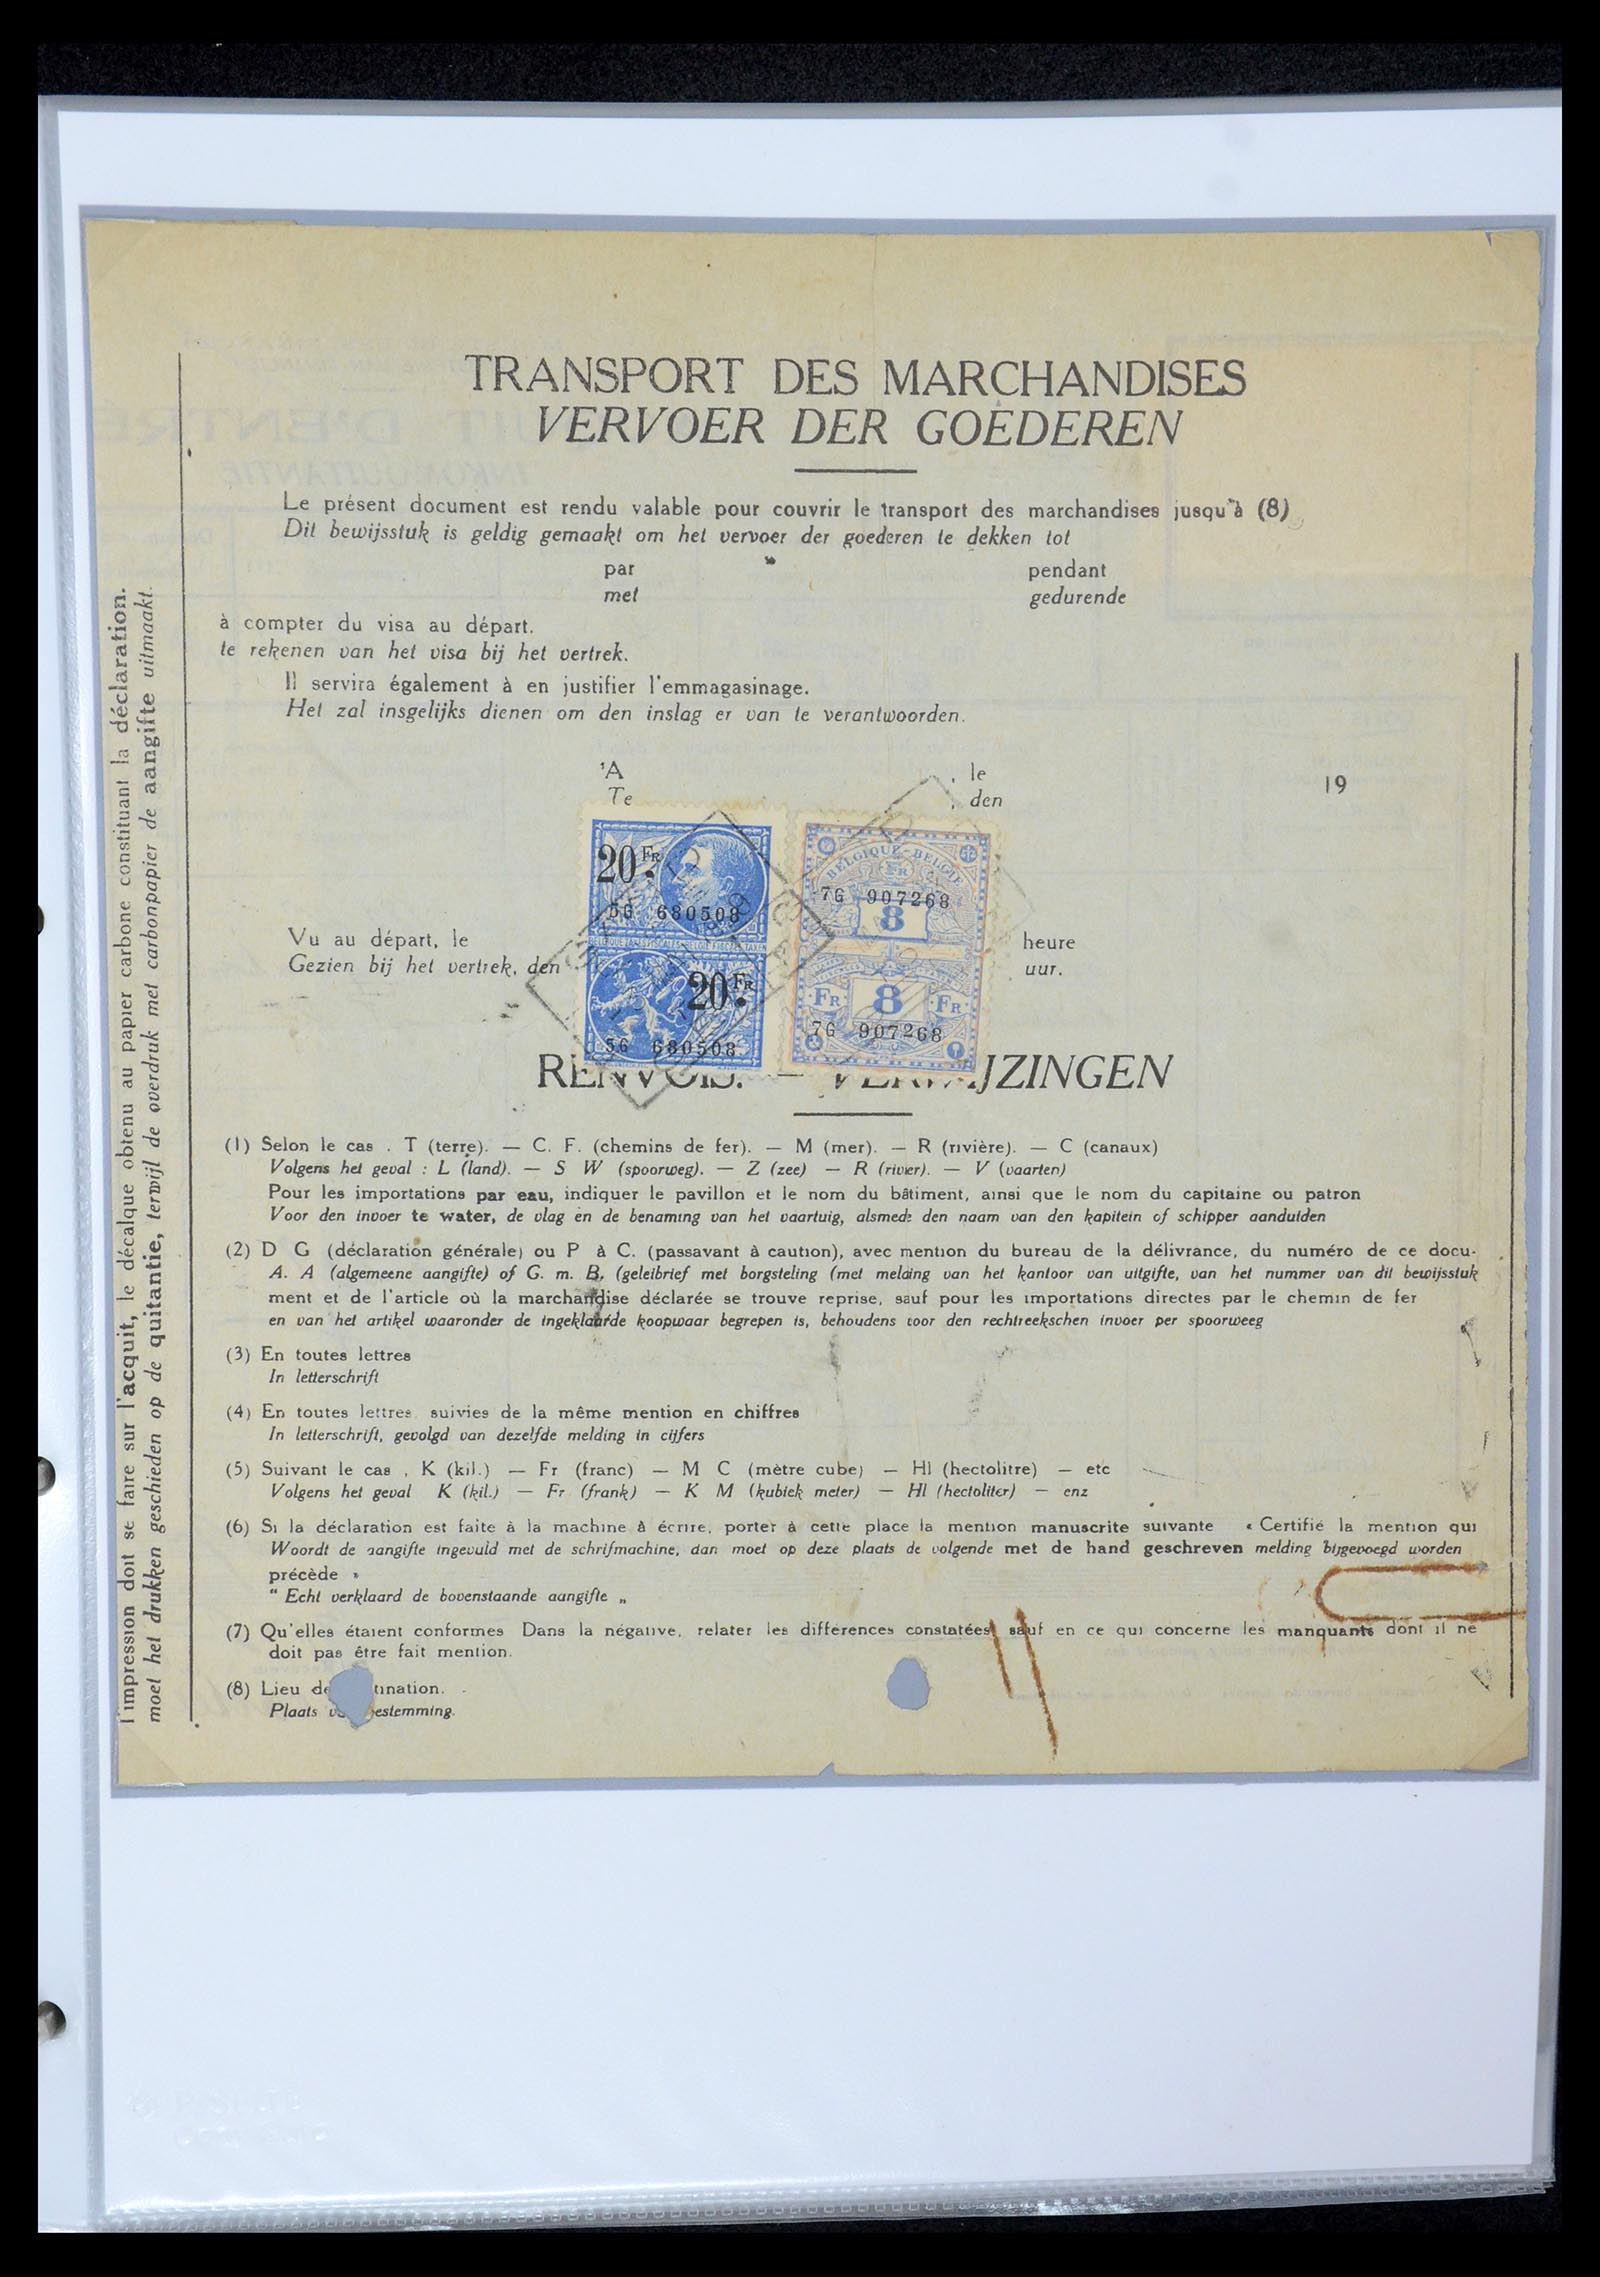 TRANSPORT DES MARCHANDISES
VERVOER DER GOEDEREN
Le présent document est rendu valable pour couvrir le transport des marchandises jusqu'à (8)
Dit bewijsstuk is geldig gemaakt om het vervoer der goederen te dekken tot
par pendant
met gedurende
à compter du visa au départ.
te rekenen van het visa bij het vertrek.
Il servira également à en justifier l'emmagasinage.
Het zal insgelijks dienen om den inslag er van te verantwoorden.
'A , le 19
Te , den
20 FR.
5G 680508
BELGIQUE BELGIE
FR
7G 907268
8
Vu au départ, le heure
Gezien bij het vertrek, den uur.
20 FR.
5G 680508
FR 8 FR
7G 907268
RENVOIS. — VERWIJZINGEN
(1) Selon le cas . T (terre). — C. F. (chemins de fer). — M (mer). — R (rivière). — C (canaux)
Volgens het geval : L (land). — S W (spoorweg). — Z (zee) — R (rivier). — V (vaarten)
Pour les importations par eau, indiquer le pavillon et le nom du bâtiment, ainsi que le nom du capitaine ou patron
Voor den invoer te water, de vlag en de benaming van het vaartuig, alsmede den naam van den kapitein of schipper aanduiden
(2) D G (déclaration générale) ou P à C. (passavant à caution), avec mention du bureau de la délivrance, du numéro de ce docu-
A. A (algemeene aangifte) of G. m. B. (geleibrief met borgsteling (met melding van het kantoor van uitgifte, van het nummer van dit bewijsstuk
ment et de l'article où la marchandise déclarée se trouve reprise, sauf pour les importations directes par le chemin de fer
en van het artikel waaronder de ingeklaarde koopwaar begrepen is, behoudens voor den rechtreekschen invoer per spoorweeg
(3) En toutes lettres
In letterschrift
(4) En toutes lettres suivies de la même mention en chiffres
In letterschrift, gevolgd van dezelfde melding in cijfers
(5) Suivant le cas , K (kil.) — Fr (franc) — M C (mètre cube) — Hl (hectolitre) — etc
Volgens het geval K (kil.) — Fr (frank) — K M (kubiek meter) — Hl (hectoliter) — enz
(6) Si la déclaration est faite à la machine à écrire, porter à cette place la mention manuscrite suivante « Certifié la mention qui
Woordt de aangifte ingevuld met de schrijfmachine, dan moet op deze plaats de volgende met de hand geschreven melding bijgevoegd worden
précède »
" Echt verklaard de bovenstaande aangifte „
(7) Qu'elles étaient conformes Dans la négative, relater les différences constatées, sauf en ce qui concerne les manquants dont il ne
doit pas être fait mention.
(8) Lieu de tination.
Plaats v bestemming.
l'impression doit se faire sur l'acquit, le décalque obtenu au papier carbone constituant la déclaration.
moet het drukken geschieden op de quitantie, terwijl de overdruk met carbonpapier de aangifte uitmaakt.